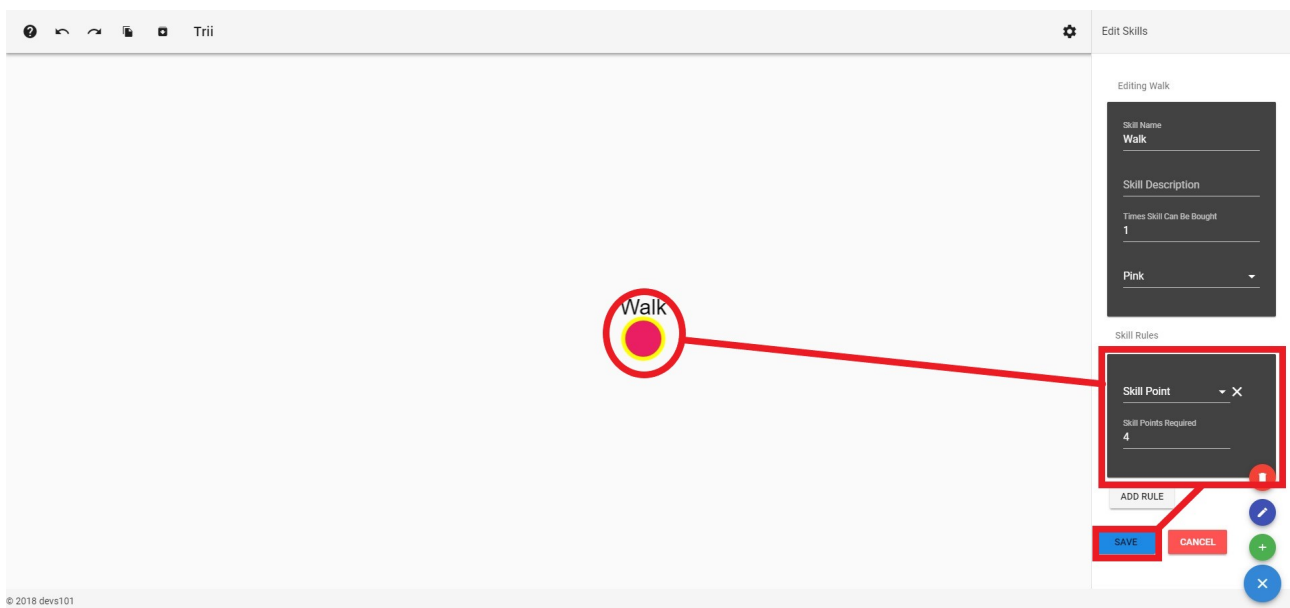 Trii
Edit Skills
Editing Walk
Skill Name
Walk
Skill Description
Times Skill Can Be Bought
1
Pink
Walk
Skill Rules
Skill Point
Skill Points Required
4
ADD RULE
SAVE
CANCEL
© 2018 devs101